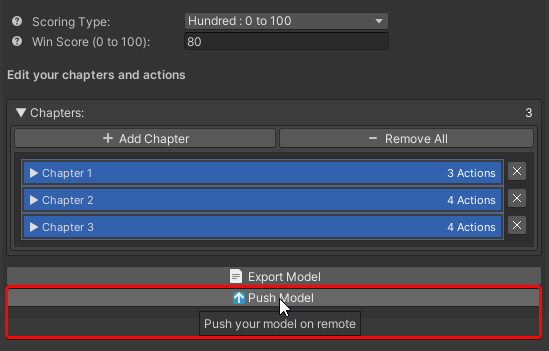 Scoring Type: Hundred : 0 to 100
Win Score (0 to 100): 80
Edit your chapters and actions
Chapters: 3
Add Chapter Remove All
Chapter 1 3 Actions
Chapter 2 4 Actions
Chapter 3 4 Actions
Export Model
Push Model
Push your model on remote